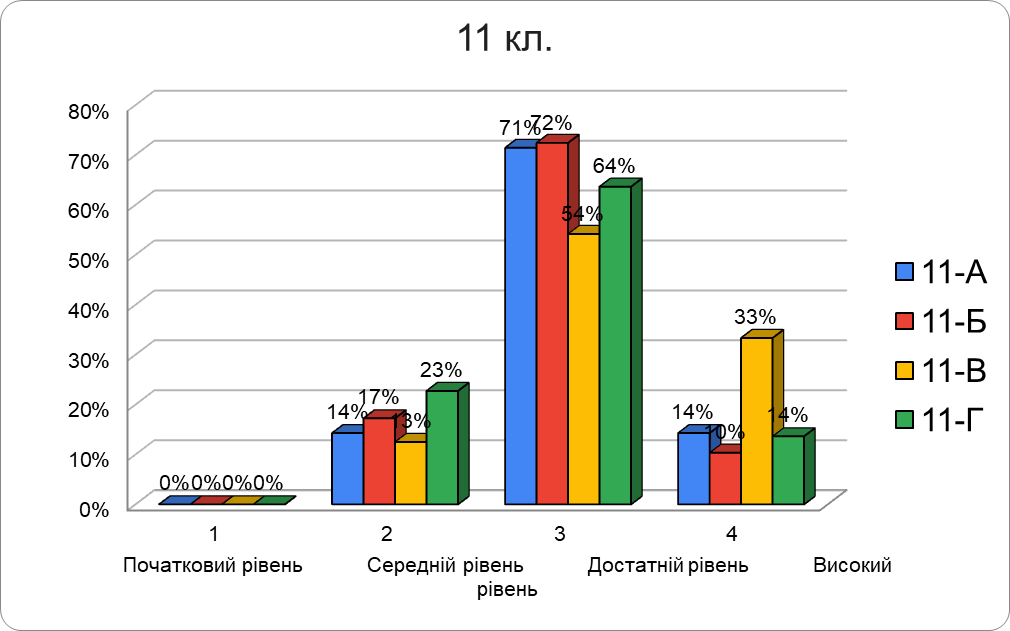 11 кл.
80%
70%
60%
50%
40%
30%
20%
10%
0%
0% 0% 0% 0%
14% 17% 13% 23%
71% 72% 54% 64%
14% 10% 33% 14%
1 2 3 4
Початковий рівень Середній рівень Достатній рівень Високий
рівень
11-А
11-Б
11-В
11-Г